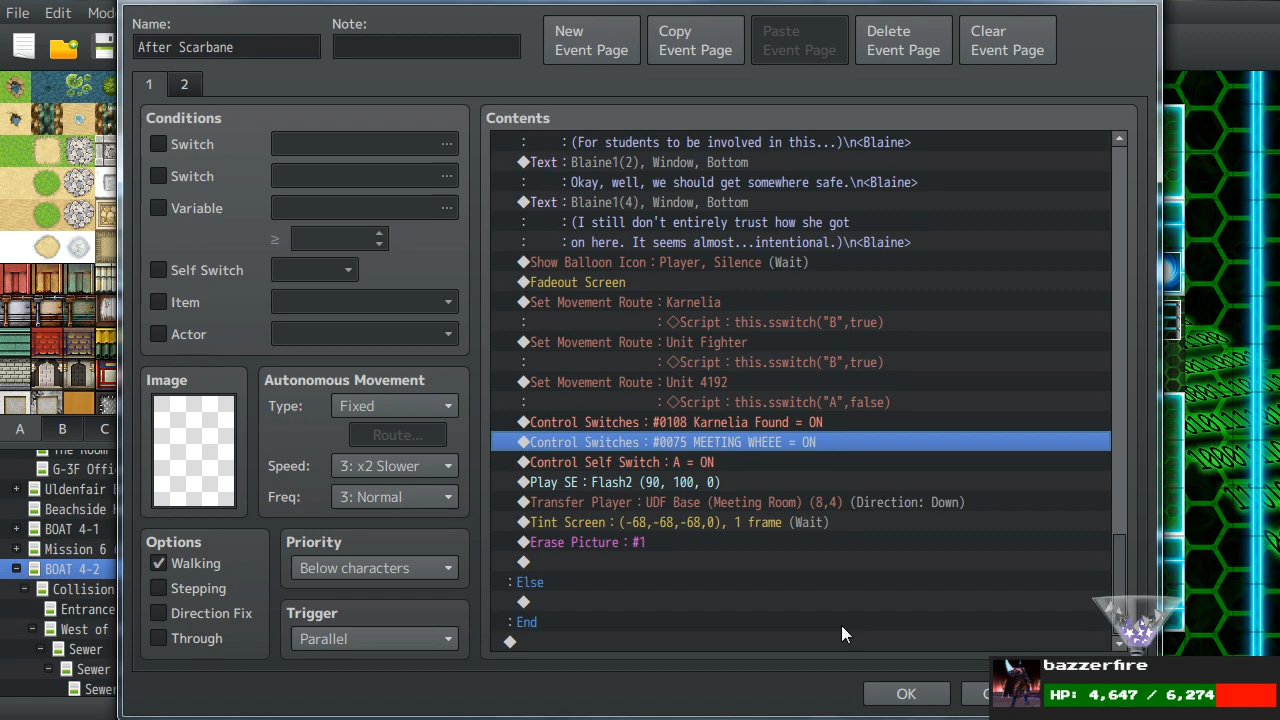 File Edit Mod
Name:
After Scarbane
Note:
New
Event Page
Copy
Event Page
Paste
Event Page
Delete
Event Page
Clear
Event Page
1 2
Conditions
Switch ...
Switch ...
Variable ...
≥
Self Switch
Item
Actor
Image
Autonomous Movement
Type: Fixed
Route...
Speed: 3: x2 Slower
Freq: 3: Normal
Options
Walking
Stepping
Direction Fix
Through
Priority
Below characters
Trigger
Parallel
Contents
: : (For students to be involved in this...)\n<Blaine>
◆Text : Blaine1(2), Window, Bottom
: : Okay, well, we should get somewhere safe.\n<Blaine>
◆Text : Blaine1(4), Window, Bottom
: : (I still don't entirely trust how she got
: : on here. It seems almost...intentional.)\n<Blaine>
◆Show Balloon Icon : Player, Silence (Wait)
◆Fadeout Screen
◆Set Movement Route : Karnelia
: : ◇Script : this.sswitch("B",true)
◆Set Movement Route : Unit Fighter
: : ◇Script : this.sswitch("B",true)
◆Set Movement Route : Unit 4192
: : ◇Script : this.sswitch("A",false)
◆Control Switches : #0108 Karnelia Found = ON
◆Control Switches : #0075 MEETING WHEEE = ON
◆Control Self Switch : A = ON
◆Play SE : Flash2 (90, 100, 0)
◆Transfer Player : UDF Base (Meeting Room) (8,4) (Direction: Down)
◆Tint Screen : (-68,-68,-68,0), 1 frame (Wait)
◆Erase Picture : #1
◆
: Else
◆
: End
◆
OK
A B C
G-3F Offi
Uldenfair
Beachside
BOAT 4-1
Mission 6
BOAT 4-2
Collision
Entrance
West of
Sewer
Sewer
Sewe
bazzerfire
HP: 4,647 / 6,274